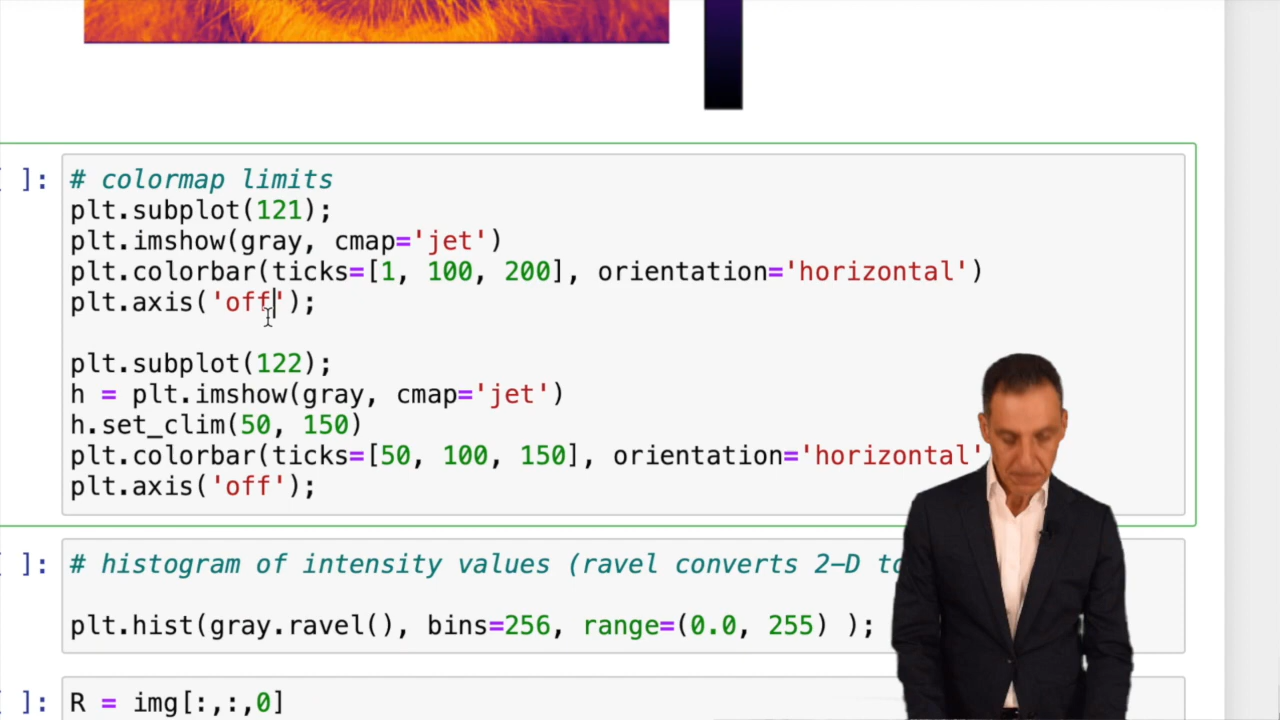 ]:
# colormap limits
plt.subplot(121);
plt.imshow(gray, cmap='jet')
plt.colorbar(ticks=[1, 100, 200], orientation='horizontal')
plt.axis('off');
plt.subplot(122);
h = plt.imshow(gray, cmap='jet')
h.set_clim(50, 150)
plt.colorbar(ticks=[50, 100, 150], orientation='horizontal'
plt.axis('off');
]:
# histogram of intensity values (ravel converts 2-D to
plt.hist(gray.ravel(), bins=256, range=(0.0, 255) );
]:
R = img[:,:,0]